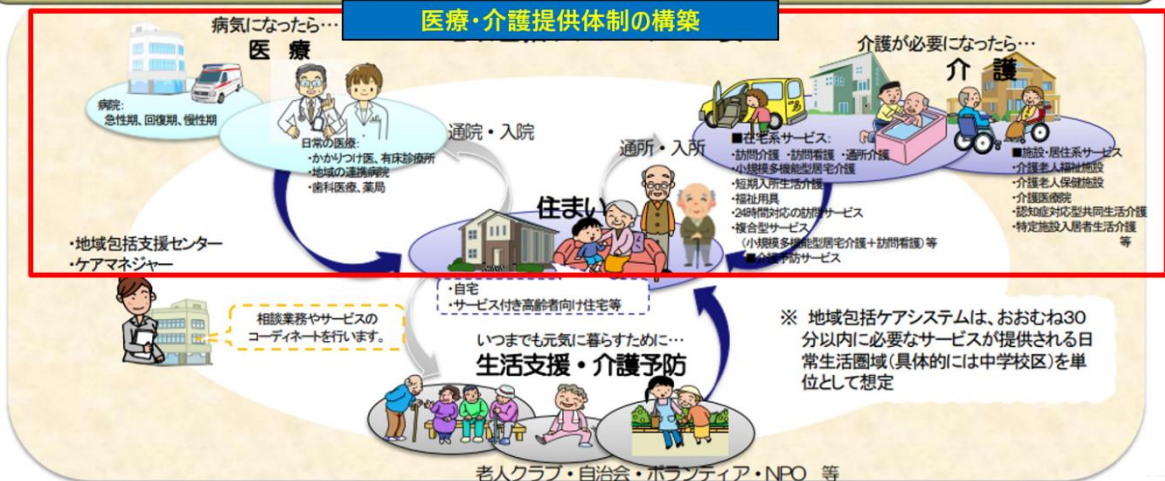 医療・介護提供体制の構築
病気になったら…
医 療
病院:
急性期、回復期、慢性期
日常の医療:
・かかりつけ医、有床診療所
・地域の連携病院
・歯科医療、薬局
通院・入院
通所・入所
介護が必要になったら…
介 護
■在宅系サービス:
・訪問介護 ・訪問看護 ・通所介護
・小規模多機能型居宅介護
・短期入所生活介護
・福祉用具
・24時間対応の訪問サービス
・複合型サービス
（小規模多機能型居宅介護＋訪問看護）等
■介護予防サービス
■施設・居住系サービス
・介護老人福祉施設
・介護老人保健施設
・介護医療院
・認知症対応型共同生活介護
・特定施設入居者生活介護
等
住まい
・地域包括支援センター
・ケアマネジャー
相談業務やサービスの
コーディネートを行います。
・自宅
・サービス付き高齢者向け住宅等
いつまでも元気に暮らすために…
生活支援・介護予防
※ 地域包括ケアシステムは、おおむね30
分以内に必要なサービスが提供される日
常生活圏域(具体的には中学校区)を単
位として想定
老人クラブ・自治会・ボランティア・NPO 等